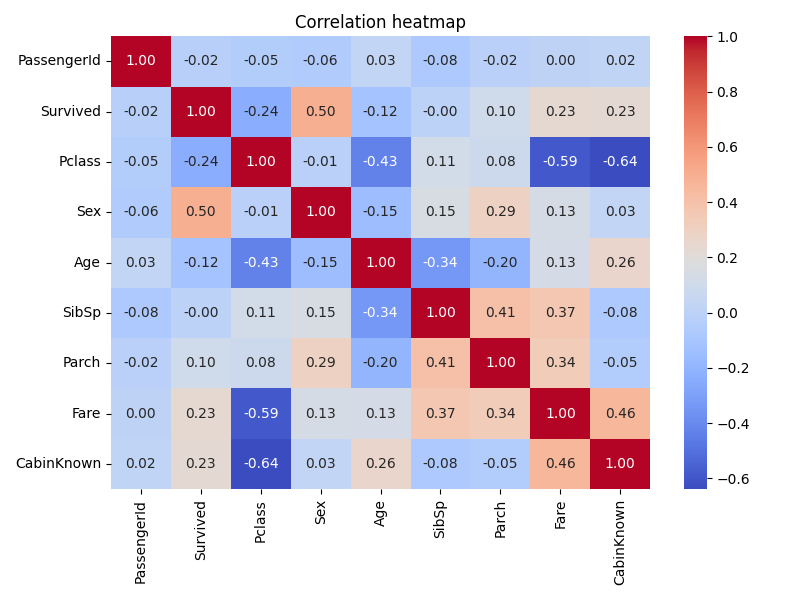 Correlation heatmap
PassengerId 1.00 -0.02 -0.05 -0.06 0.03 -0.08 -0.02 0.00 0.02
Survived -0.02 1.00 -0.24 0.50 -0.12 -0.00 0.10 0.23 0.23
Pclass -0.05 -0.24 1.00 -0.01 -0.43 0.11 0.08 -0.59 -0.64
Sex -0.06 0.50 -0.01 1.00 -0.15 0.15 0.29 0.13 0.03
Age 0.03 -0.12 -0.43 -0.15 1.00 -0.34 -0.20 0.13 0.26
SibSp -0.08 -0.00 0.11 0.15 -0.34 1.00 0.41 0.37 -0.08
Parch -0.02 0.10 0.08 0.29 -0.20 0.41 1.00 0.34 -0.05
Fare 0.00 0.23 -0.59 0.13 0.13 0.37 0.34 1.00 0.46
CabinKnown 0.02 0.23 -0.64 0.03 0.26 -0.08 -0.05 0.46 1.00
PassengerId Survived Pclass Sex Age SibSp Parch Fare CabinKnown
1.0
0.8
0.6
0.4
0.2
0.0
−0.2
−0.4
−0.6